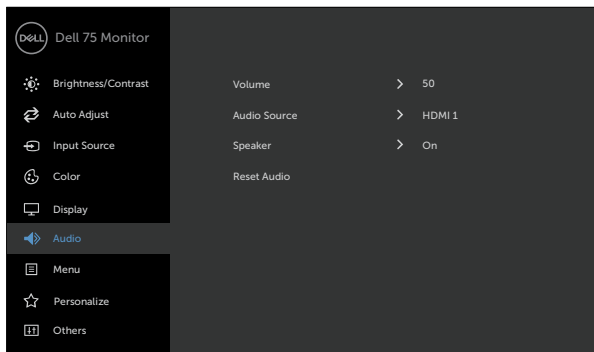 DELL Dell 75 Monitor
Brightness/Contrast
Auto Adjust
Input Source
Color
Display
Audio
Menu
Personalize
Others
Volume 50
Audio Source HDMI 1
Speaker On
Reset Audio